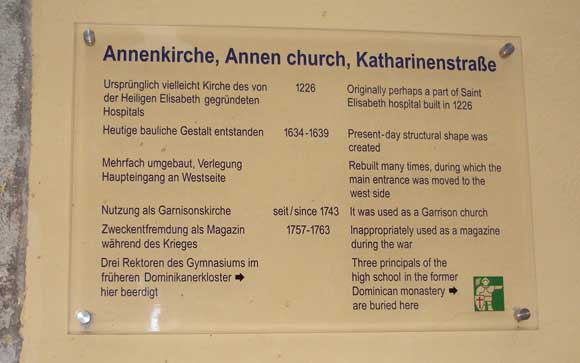 Annenkirche, Annen church, Katharinenstraße
Ursprünglich vielleicht Kirche des von 1226 Originally perhaps a part of Saint
der Heiligen Elisabeth gegründeten Elisabeth hospital built in 1226
Hospitals
Heutige bauliche Gestalt entstanden 1634-1639 Present-day structural shape was
created
Mehrfach umgebaut, Verlegung Rebuilt many times, during which the
Haupteingang an Westseite main entrance was moved to the
west side
Nutzung als Garnisonskirche seit/since 1743 It was used as a Garrison church
Zweckentfremdung als Magazin 1757-1763 Inappropriately used as a magazine
während des Krieges during the war
Drei Rektoren des Gymnasiums im Three principals of the
früheren Dominikanerkloster ➡ high school in the former
hier beerdigt Dominican monastery ➡
are buried here